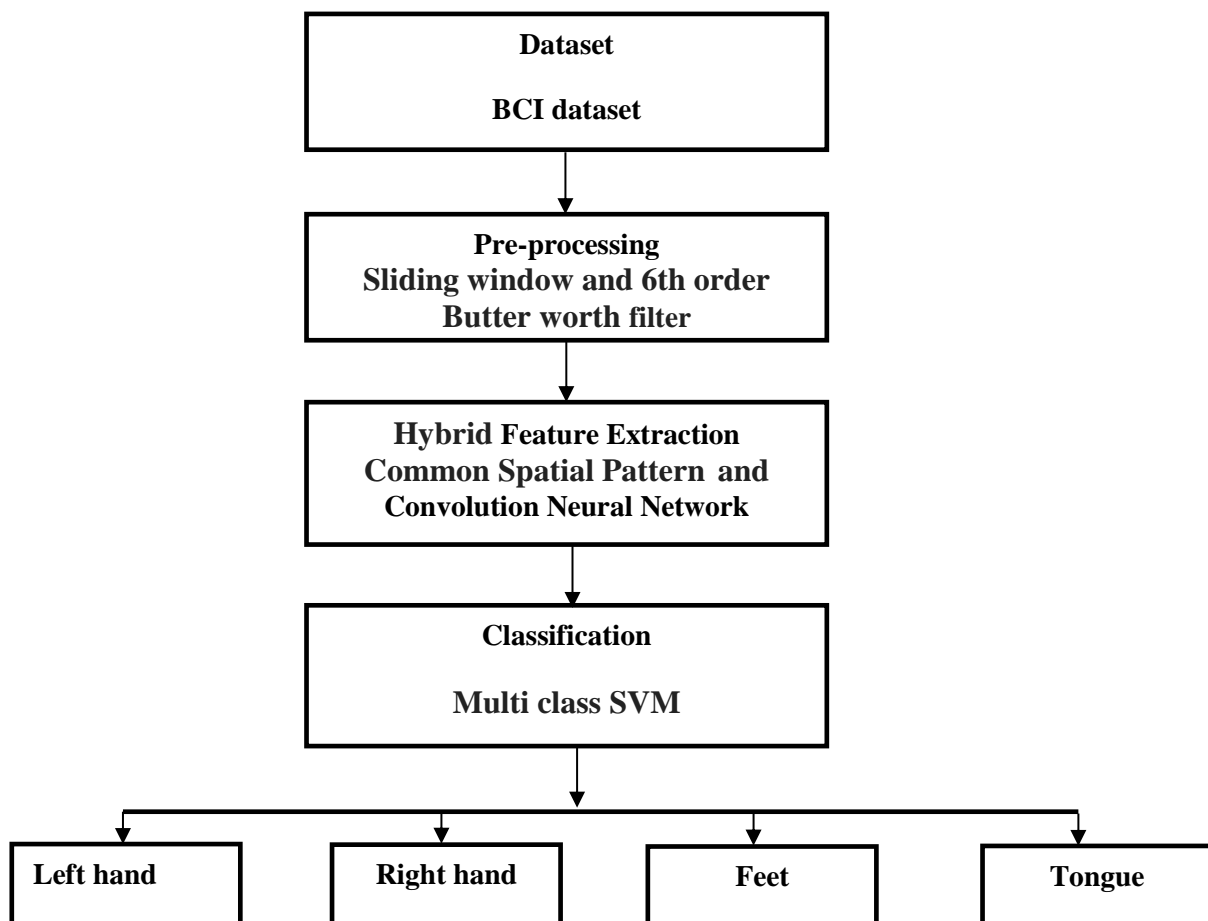 Dataset
BCI dataset
Pre-processing
Sliding window and 6th order
Butter worth filter
Hybrid Feature Extraction
Common Spatial Pattern and
Convolution Neural Network
Classification
Multi class SVM
Left hand
Right hand
Feet
Tongue